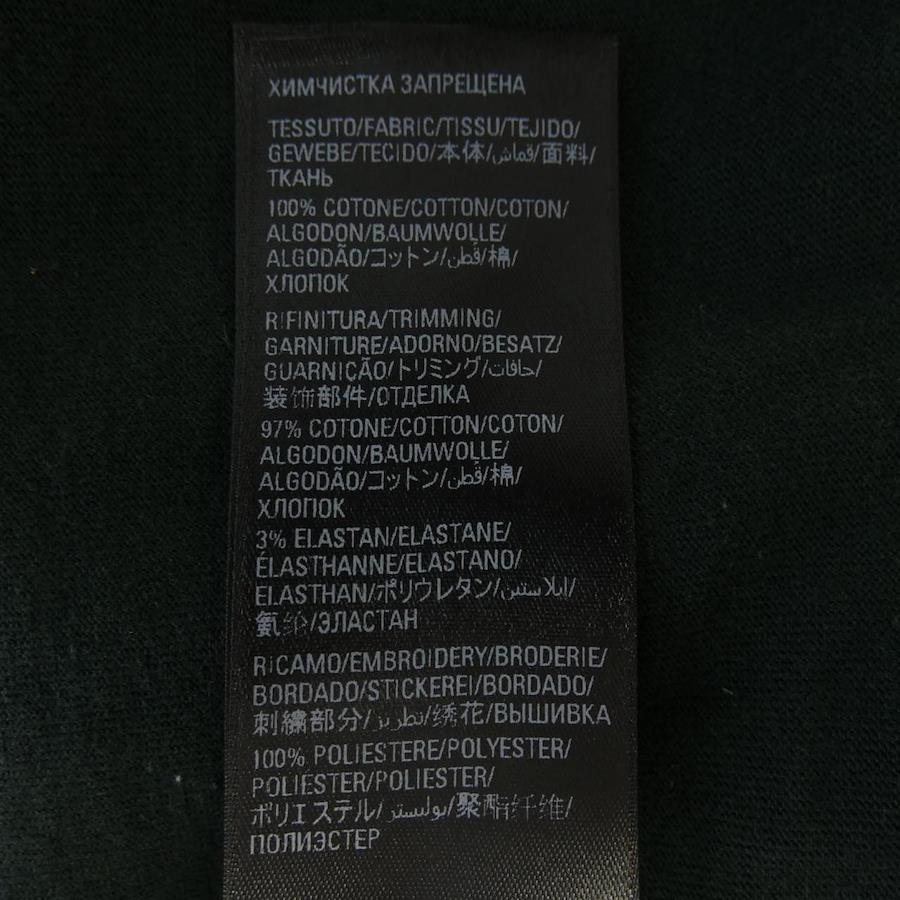 ХИМЧИСТКА ЗАПРЕЩЕНА
TESSUTO/FABRIC/TISSU/TEJIDO/
GEWEBE/TECIDO/本体/قماش/面料/
ТКАНЬ
100% COTONE/COTTON/COTON/
ALGODON/BAUMWOLLE/
ALGODÃO/コットン/قطن/棉/
ХЛОПОК
RIFINITURA/TRIMMING/
GARNITURE/ADORNO/BESATZ/
GUARNICÃO/トリミング/حافات/
装饰部件/ОТДЕЛКА
97% COTONE/COTTON/COTON/
ALGODON/BAUMWOLLE/
ALGODÃO/コットン/قطن/棉/
ХЛОПОК
3% ELASTAN/ELASTANE/
ÉLASTHANNE/ELASTANO/
ELASTHAN/ポリウレタン/ايلاستين/
氨纶/ЭЛАСТАН
RICAMO/EMBROIDERY/BRODERIE/
BORDADO/STICKEREI/BORDADO/
刺繍部分/تطريز/绣花/ВЫШИВКА
100% POLIESTERE/POLYESTER/
POLIÉSTER/POLIESTER/
ポリエステル/بوليستر/聚酯纤维/
ПОЛИЭСТЕР